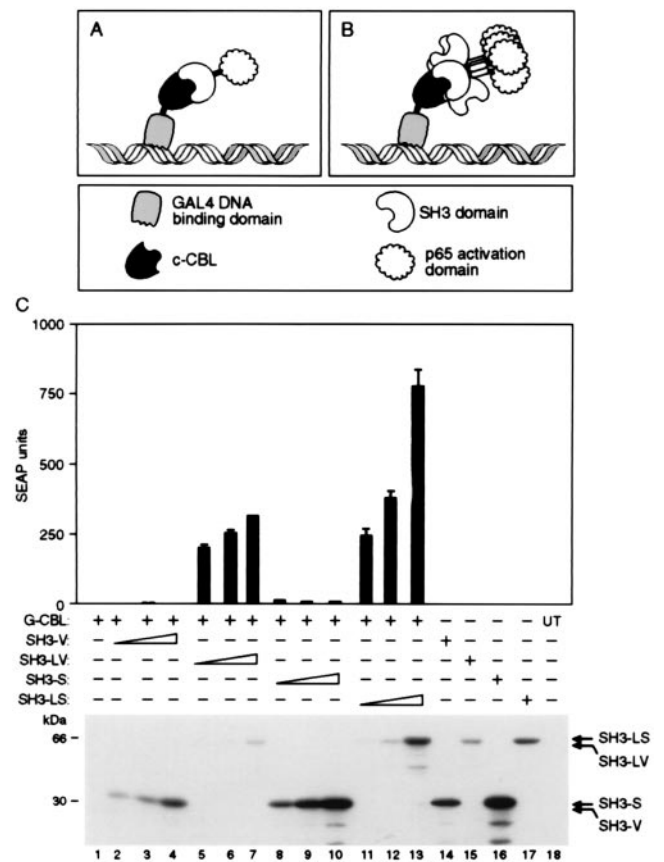 A
B
GAL4 DNA
binding domain
SH3 domain
c-CBL
p65 activation
domain
C
1000
750
500
250
0
SEAP units
G-CBL: + + + + + + + + + + + + + − − − − UT
SH3-V: − − − − − − − − − − + − − − −
SH3-LV: − − − − − − − − − − − + − − −
SH3-S: − − − − − − − − − − − − + − −
SH3-LS: − − − − − − − − − − − − − + −
kDa
66
30
SH3-LS
SH3-LV
SH3-S
SH3-V
1 2 3 4 5 6 7 8 9 10 11 12 13 14 15 16 17 18